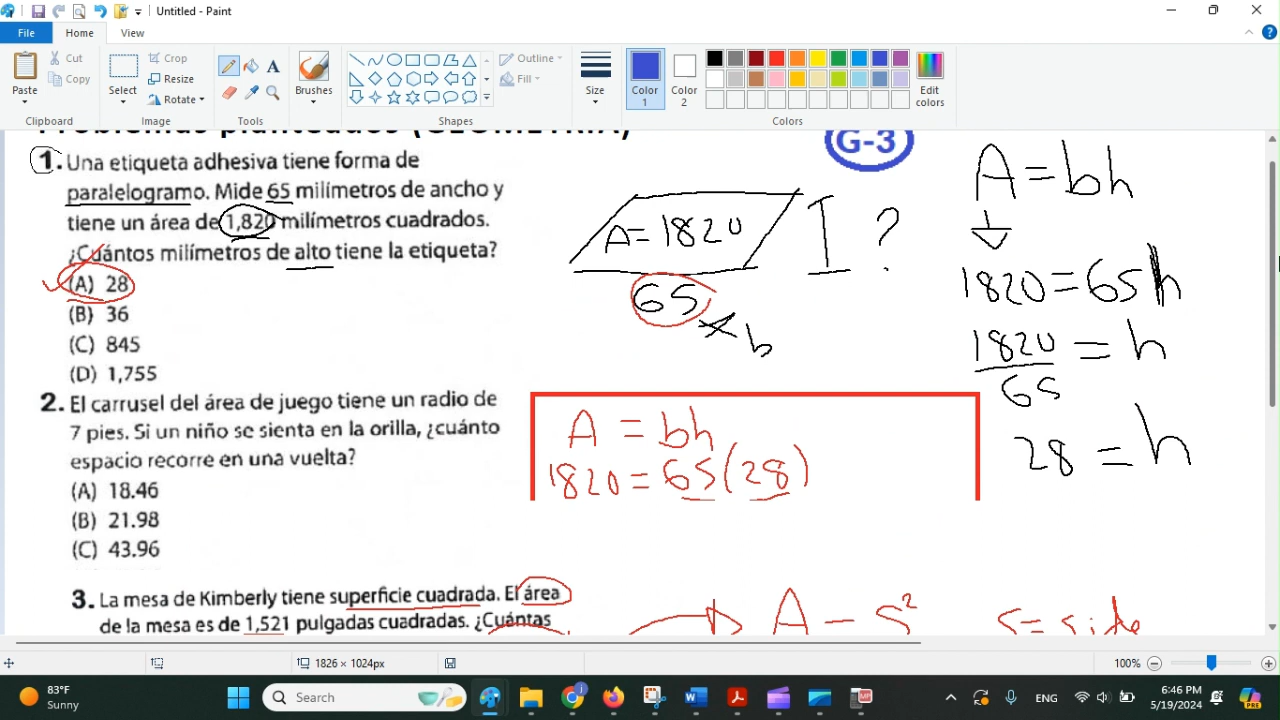 Untitled - Paint
File
Home
View
Paste
Cut
Copy
Clipboard
Select
Crop
Resize
Rotate
Image
A
Tools
Brushes
Outline
Fill
Shapes
Size
Color 1
Color 2
Edit colors
Colors
Problemas planteados (GEOMETRÍA)
G-3
1. Una etiqueta adhesiva tiene forma de
paralelogramo. Mide 65 milímetros de ancho y
tiene un área de 1,820 milímetros cuadrados.
¿Cuántos milímetros de alto tiene la etiqueta?
(A) 28
(B) 36
(C) 845
(D) 1,755
A = 1820
?
65
b
A = bh
1820 = 65h
1820 = h
65
28 = h
2. El carrusel del área de juego tiene un radio de
7 pies. Si un niño se sienta en la orilla, ¿cuánto
espacio recorre en una vuelta?
(A) 18.46
(B) 21.98
(C) 43.96
A = bh
1820 = 65(28)
3. La mesa de Kimberly tiene superficie cuadrada. El área
de la mesa es de 1,521 pulgadas cuadradas. ¿Cuántas
A = s²
s = side
1826 × 1024px
100%
83°F
Sunny
Search
ENG
6:46 PM
5/19/2024
PRE